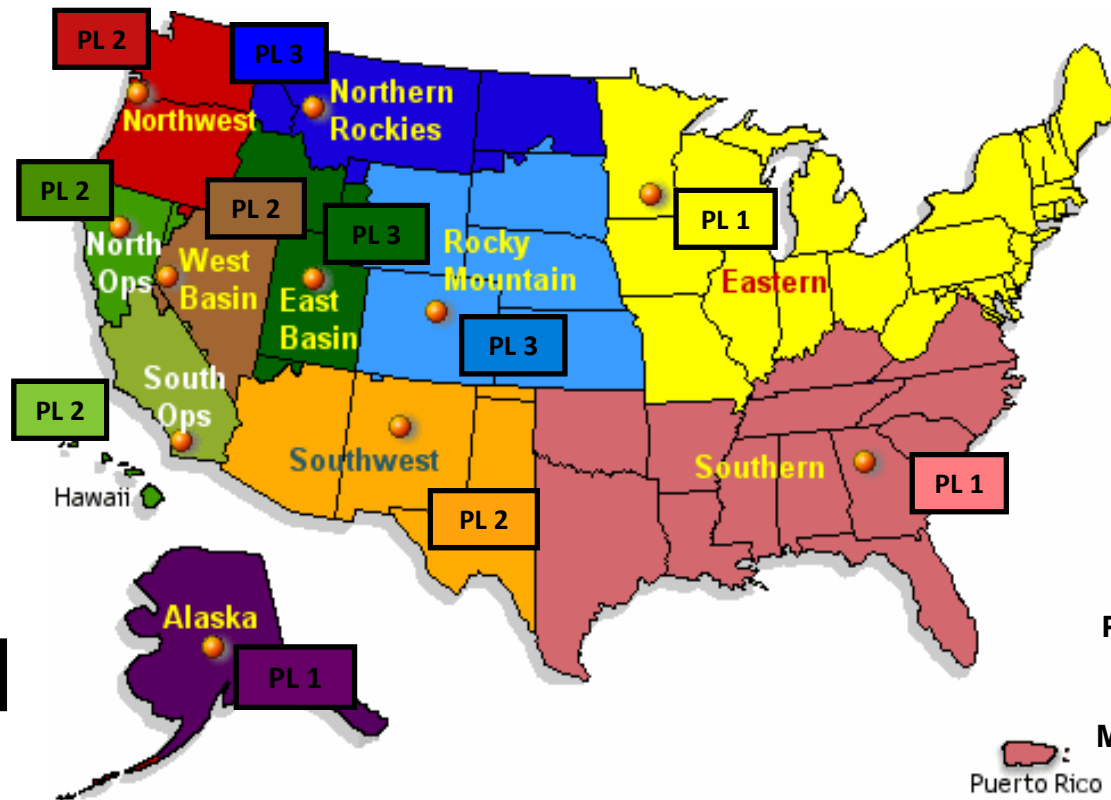 PL 2
PL 3
Northern
Rockies
Northwest
PL 2
PL 2
PL 3
PL 1
North
Ops
West
Basin
Rocky
Mountain
Eastern
East
Basin
PL 3
South
Ops
PL 2
Southwest
Southern
PL 1
Hawaii
PL 2
Alaska
PL 1
Puerto Rico